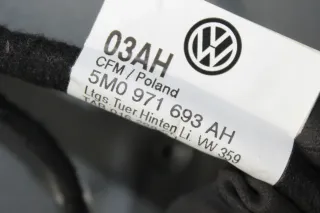 03AH
CFM / Poland
5M0 971 693 AH
Ltgs Tuer Hinten Li. VW 359